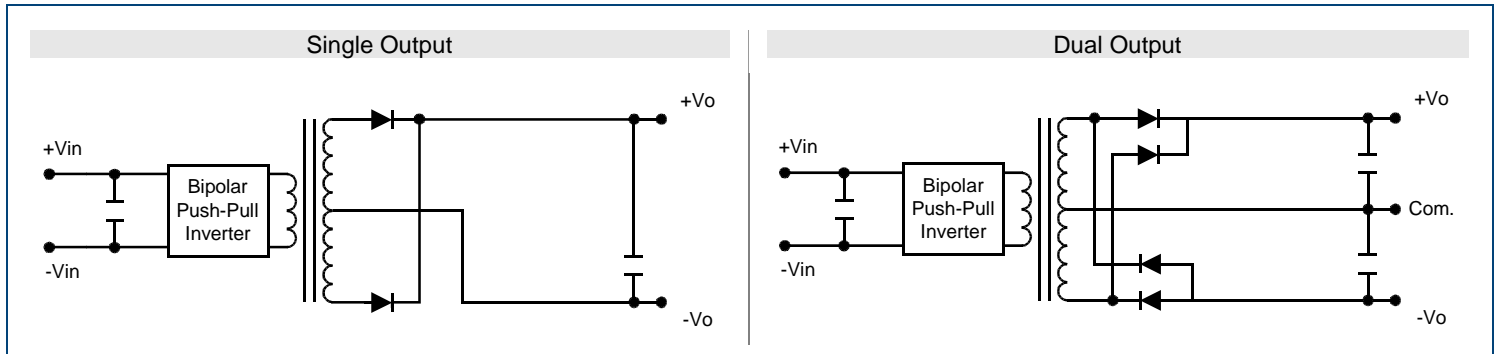 Single Output
+Vin
-Vin
Bipolar
Push-Pull
Inverter
+Vo
-Vo
Dual Output
+Vin
-Vin
Bipolar
Push-Pull
Inverter
+Vo
Com.
-Vo